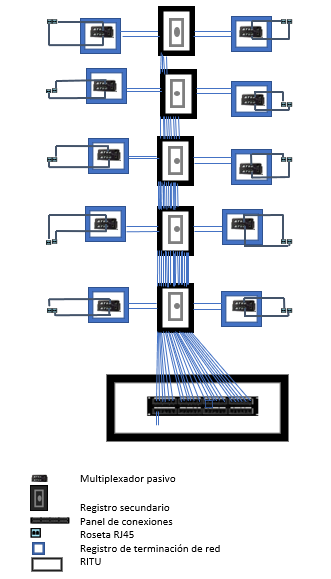 Multiplexador pasivo
Registro secundario
Panel de conexiones
Roseta RJ45
Registro de terminación de red
RITU